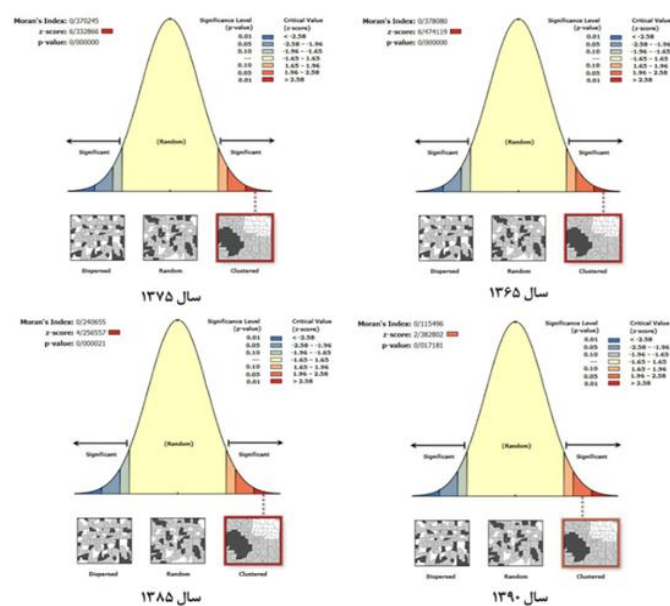 Moran's Index: 0/370245
z-score: 6/332866
p-value: 0/000000
Significance Level
(p-value)
Critical Value
(z-score)
0.01 < -2.58
0.05 -2.58 – -1.96
0.10 -1.96 – -1.65
--- -1.65 – 1.65
0.10 1.65 – 1.96
0.05 1.96 – 2.58
0.01 > 2.58
Significant
(Random)
Significant
Dispersed
Random
Clustered
سال ۱۳۷۵
Moran's Index: 0/378080
z-score: 6/474119
p-value: 0/000000
Significance Level
(p-value)
Critical Value
(z-score)
0.01 < -2.58
0.05 -2.58 – -1.96
0.10 -1.96 – -1.65
--- -1.65 – 1.65
0.10 1.65 – 1.96
0.05 1.96 – 2.58
0.01 > 2.58
Significant
(Random)
Significant
Dispersed
Random
Clustered
سال ۱۳۶۵
Moran's Index: 0/240655
z-score: 4/256557
p-value: 0/000021
Significance Level
(p-value)
Critical Value
(z-score)
0.01 < -2.58
0.05 -2.58 – -1.96
0.10 -1.96 – -1.65
--- -1.65 – 1.65
0.10 1.65 – 1.96
0.05 1.96 – 2.58
0.01 > 2.58
Significant
(Random)
Significant
Dispersed
Random
Clustered
سال ۱۳۸۵
Moran's Index: 0/115496
z-score: 2/382802
p-value: 0/017181
Significance Level
(p-value)
Critical Value
(z-score)
0.01 < -2.58
0.05 -2.58 – -1.96
0.10 -1.96 – -1.65
--- -1.65 – 1.65
0.10 1.65 – 1.96
0.05 1.96 – 2.58
0.01 > 2.58
Significant
(Random)
Significant
Dispersed
Random
Clustered
سال ۱۳۹۰